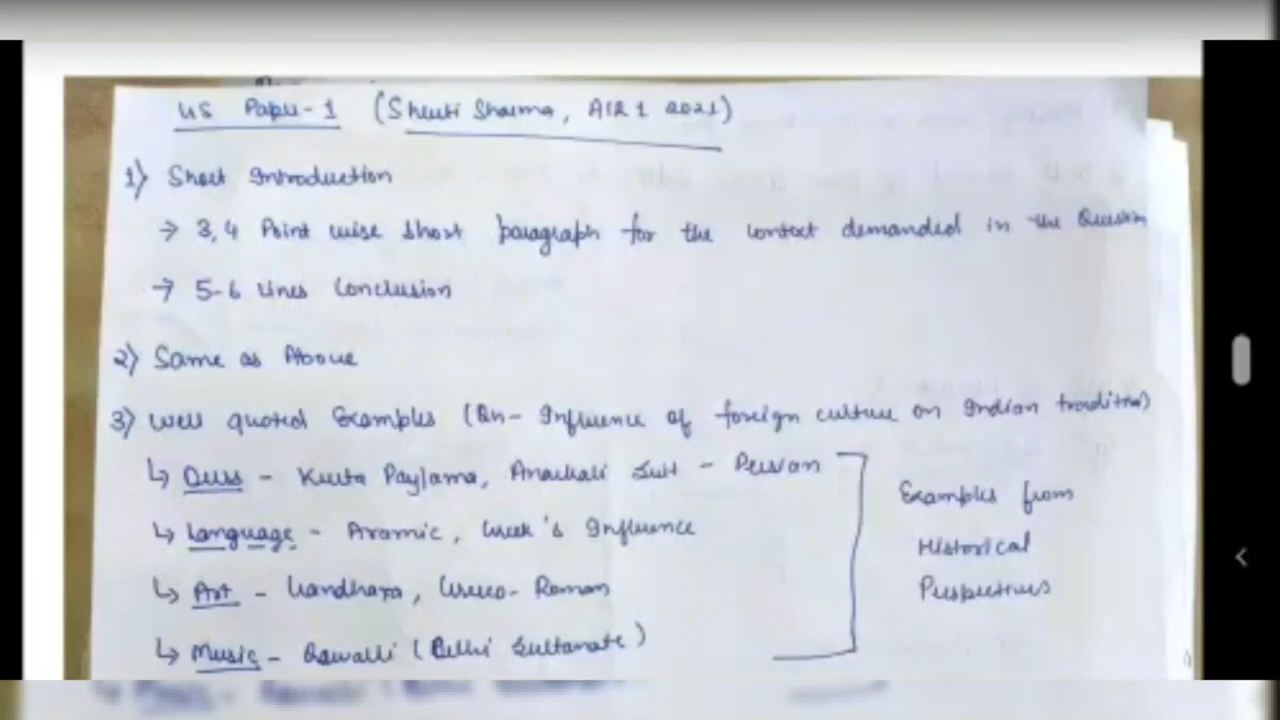 GS Paper-1 (Shruti Sharma, AIR 1 2021)
1) Short Introduction
→ 3,4 Point wise short paragraph for the context demanded in the Question
→ 5-6 lines Conclusion
2) Same as Above
3) Well quoted Examples (Qn- Influence of foreign culture on Indian tradition)
↳ Dress - Kurta Payjama, Anarkali Suit - Persian
↳ Language - Aramic, Greek's Influence
↳ Art - Gandhara, Greeco-Roman
↳ Music - Qawalli (Delhi Sultanate)
Examples from
Historical
Perspectives